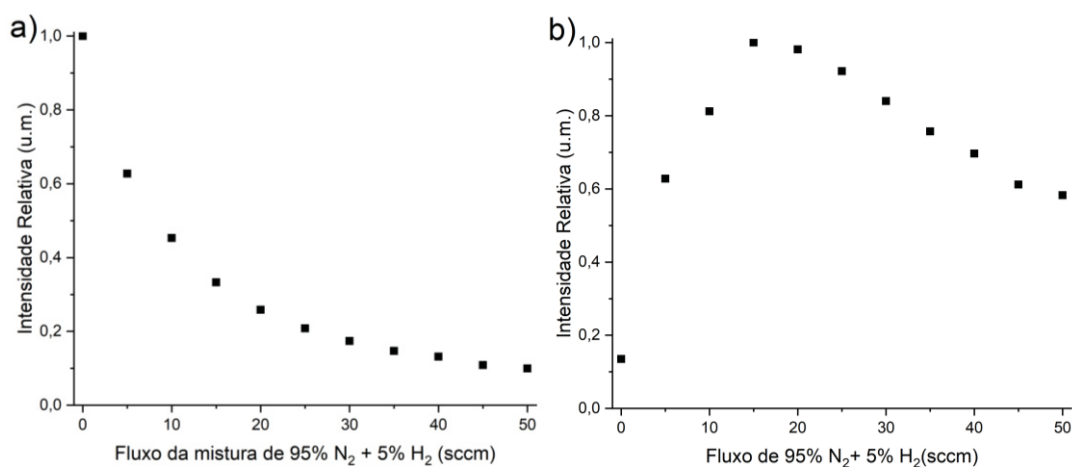 a)
Intensidade Relativa (u.m.)
1,0
0,8
0,6
0,4
0,2
0,0
0 10 20 30 40 50
Fluxo da mistura de 95% N₂ + 5% H₂ (sccm)
b)
Intensidade Relativa (u.m.)
1,0
0,8
0,6
0,4
0,2
0,0
0 10 20 30 40 50
Fluxo de 95% N₂+ 5% H₂(sccm)